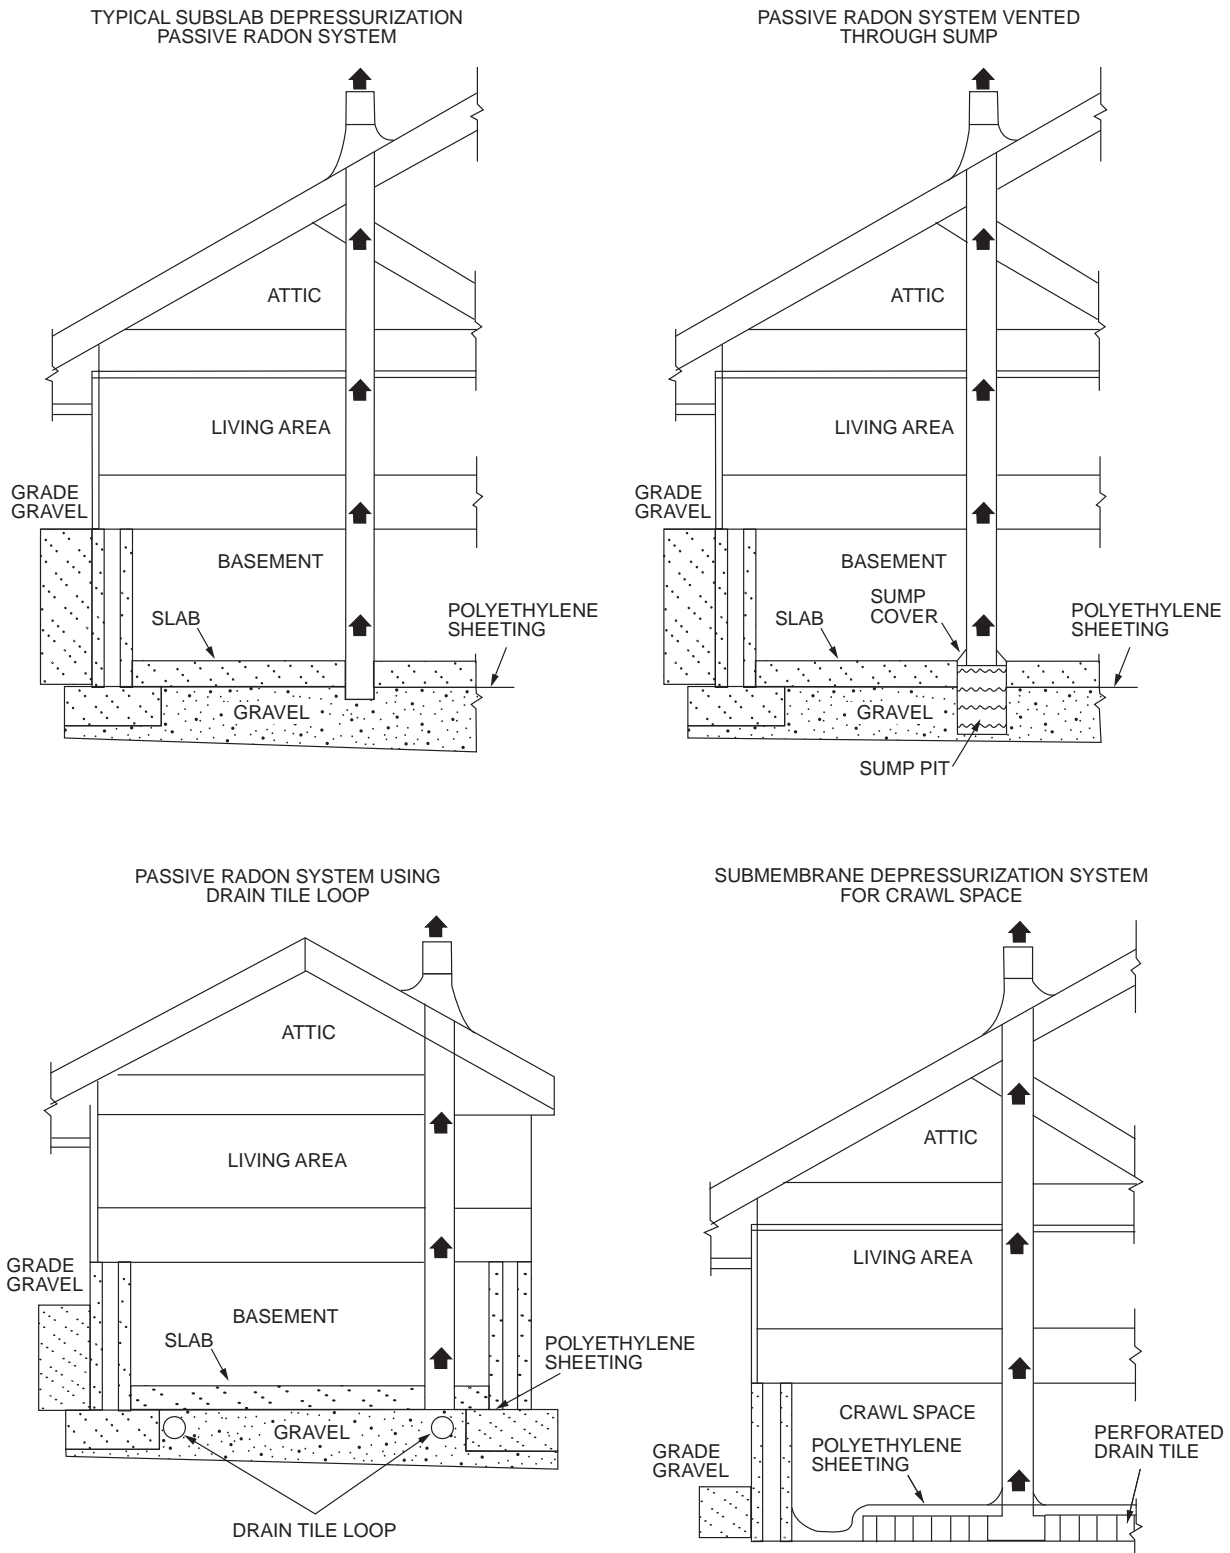 TYPICAL SUBSLAB DEPRESSURIZATION
PASSIVE RADON SYSTEM
ATTIC
LIVING AREA
GRADE
GRAVEL
BASEMENT
SLAB
POLYETHYLENE
SHEETING
GRAVEL
PASSIVE RADON SYSTEM VENTED
THROUGH SUMP
ATTIC
LIVING AREA
GRADE
GRAVEL
BASEMENT
SUMP
COVER
SLAB
POLYETHYLENE
SHEETING
GRAVEL
SUMP PIT
PASSIVE RADON SYSTEM USING
DRAIN TILE LOOP
ATTIC
LIVING AREA
GRADE
GRAVEL
BASEMENT
SLAB
POLYETHYLENE
SHEETING
GRAVEL
DRAIN TILE LOOP
SUBMEMBRANE DEPRESSURIZATION SYSTEM
FOR CRAWL SPACE
ATTIC
LIVING AREA
CRAWL SPACE
POLYETHYLENE
SHEETING
PERFORATED
DRAIN TILE
GRADE
GRAVEL